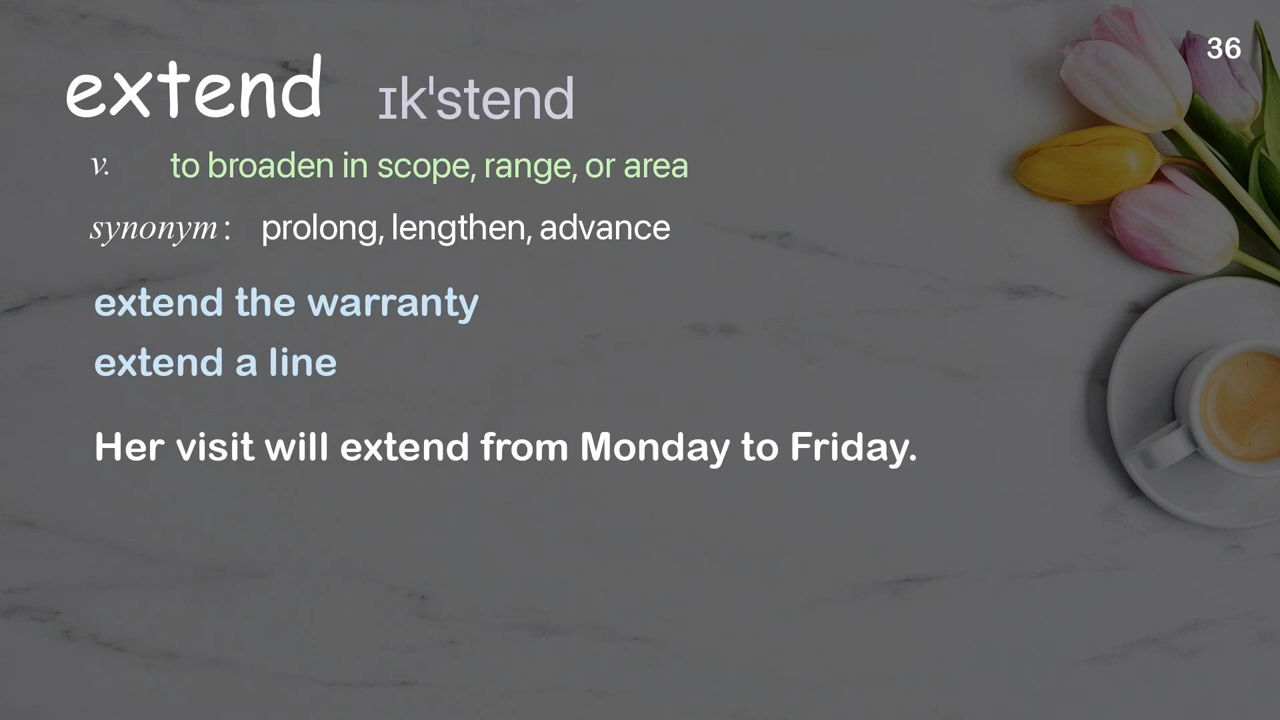 36
extend ɪk'stend
v. to broaden in scope, range, or area
synonym: prolong, lengthen, advance
extend the warranty
extend a line
Her visit will extend from Monday to Friday.